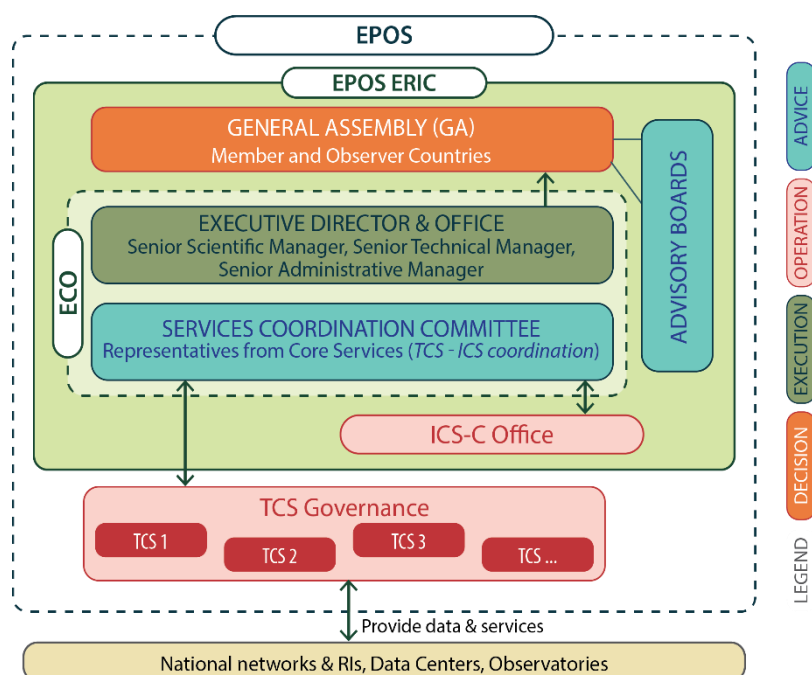 EPOS
EPOS ERIC
GENERAL ASSEMBLY (GA)
Member and Observer Countries
ECO
EXECUTIVE DIRECTOR & OFFICE
Senior Scientific Manager, Senior Technical Manager,
Senior Administrative Manager
SERVICES COORDINATION COMMITTEE
Representatives from Core Services (TCS - ICS coordination)
ADVISORY BOARDS
ICS-C Office
TCS Governance
TCS 1
TCS 2
TCS 3
TCS ...
Provide data & services
National networks & RIs, Data Centers, Observatories
LEGEND
DECISION
EXECUTION
OPERATION
ADVICE